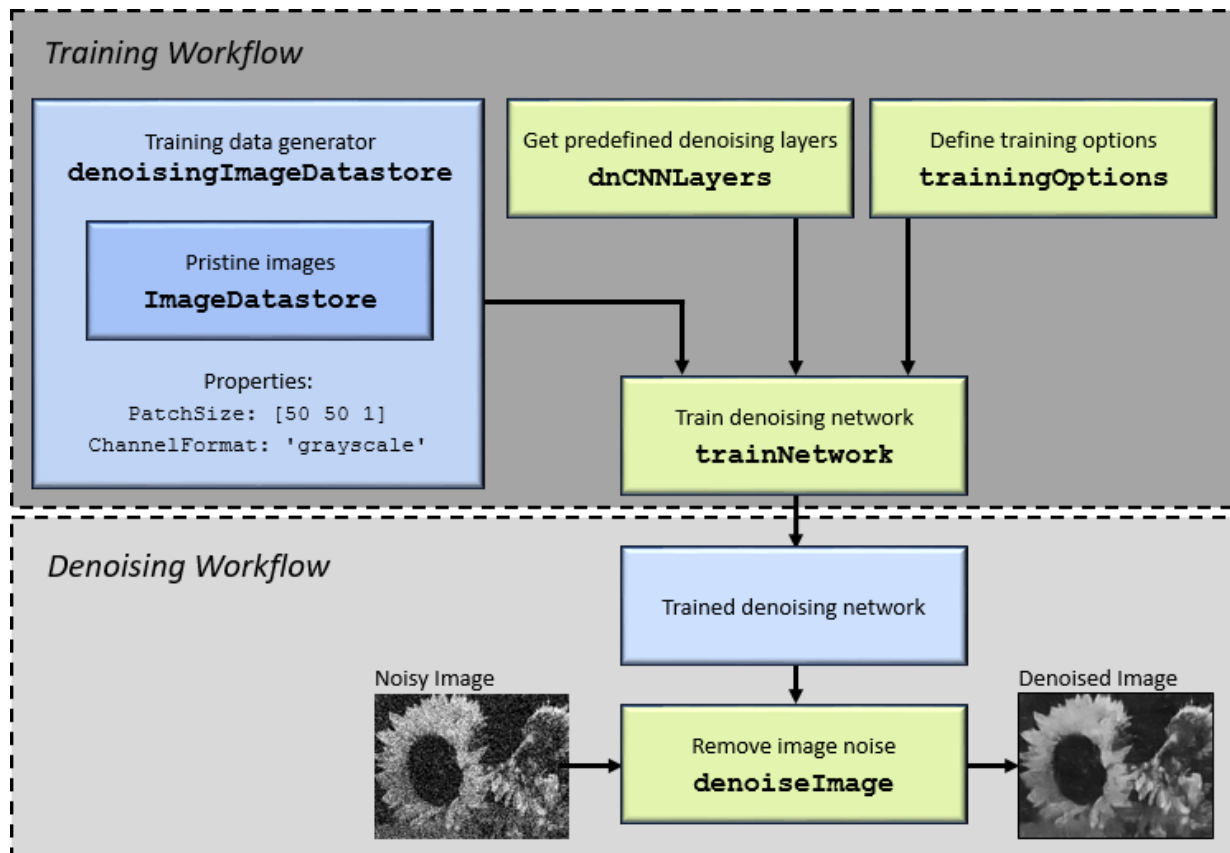 Training Workflow
Training data generator
denoisingImageDatastore
Pristine images
ImageDatastore
Properties:
PatchSize: [50 50 1]
ChannelFormat: 'grayscale'
Get predefined denoising layers
dnCNNLayers
Define training options
trainingOptions
Train denoising network
trainNetwork
Denoising Workflow
Trained denoising network
Noisy Image
Remove image noise
denoiseImage
Denoised Image